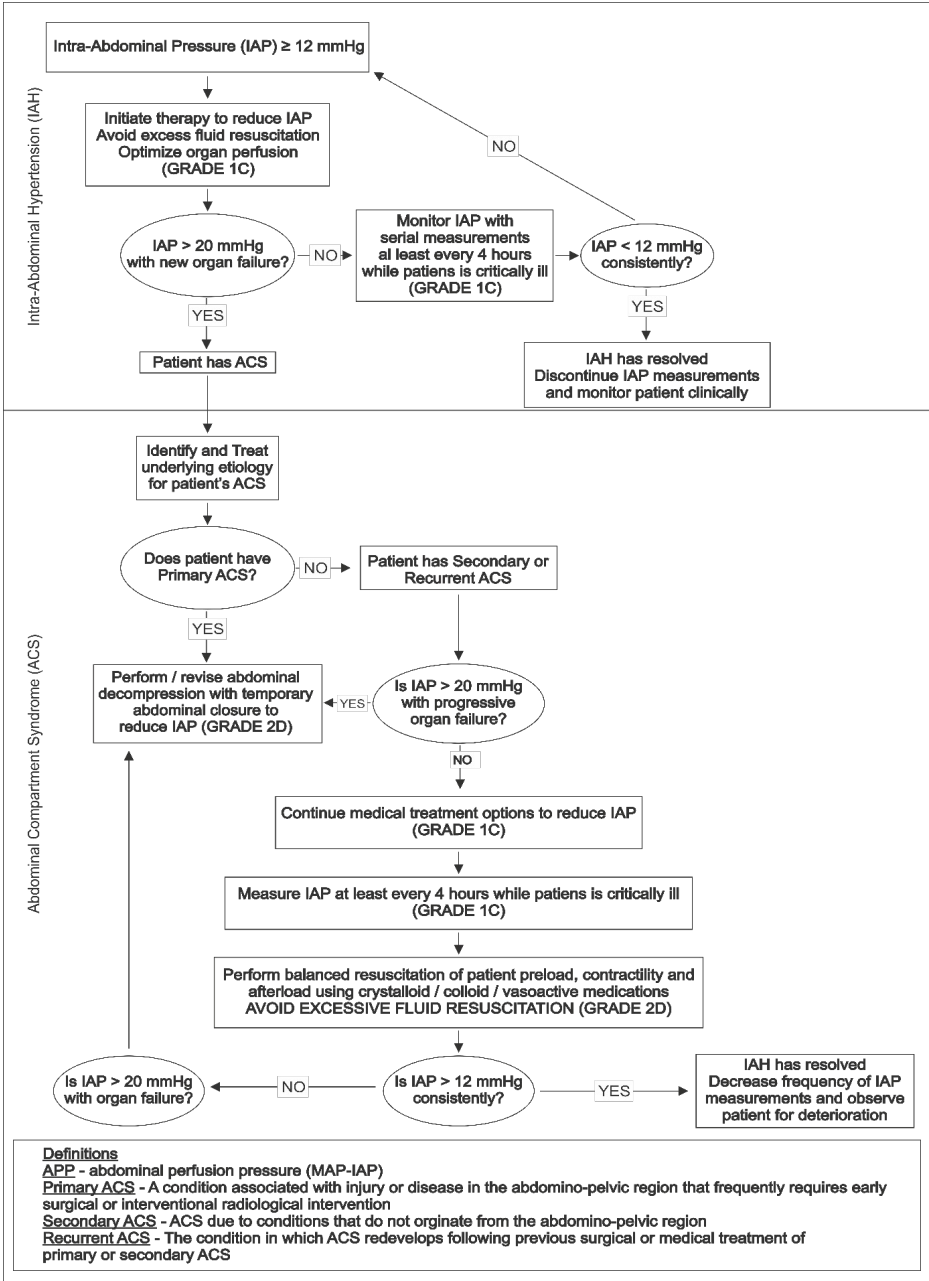 Intra-Abdominal Hypertension (IAH)
Intra-Abdominal Pressure (IAP) ≥ 12 mmHg
Initiate therapy to reduce IAP
Avoid excess fluid resuscitation
Optimize organ perfusion
(GRADE 1C)
NO
IAP > 20 mmHg
with new organ failure?
NO
Monitor IAP with
serial measurements
al least every 4 hours
while patiens is critically ill
(GRADE 1C)
IAP < 12 mmHg
consistently?
YES
YES
Patient has ACS
IAH has resolved
Discontinue IAP measurements
and monitor patient clinically
Abdominal Compartment Syndrome (ACS)
Identify and Treat
underlying etiology
for patient's ACS
Does patient have
Primary ACS?
NO
Patient has Secondary or
Recurrent ACS
YES
Perform / revise abdominal
decompression with temporary
abdominal closure to
reduce IAP (GRADE 2D)
YES
Is IAP > 20 mmHg
with progressive
organ failure?
NO
Continue medical treatment options to reduce IAP
(GRADE 1C)
Measure IAP at least every 4 hours while patiens is critically ill
(GRADE 1C)
Perform balanced resuscitation of patient preload, contractility and
afterload using crystalloid / colloid / vasoactive medications
AVOID EXCESSIVE FLUID RESUSCITATION (GRADE 2D)
Is IAP > 20 mmHg
with organ failure?
NO
Is IAP > 12 mmHg
consistently?
YES
IAH has resolved
Decrease frequency of IAP
measurements and observe
patient for deterioration
Definitions
APP - abdominal perfusion pressure (MAP-IAP)
Primary ACS - A condition associated with injury or disease in the abdomino-pelvic region that frequently requires early
surgical or interventional radiological intervention
Secondary ACS - ACS due to conditions that do not orginate from the abdomino-pelvic region
Recurrent ACS - The condition in which ACS redevelops following previous surgical or medical treatment of
primary or secondary ACS